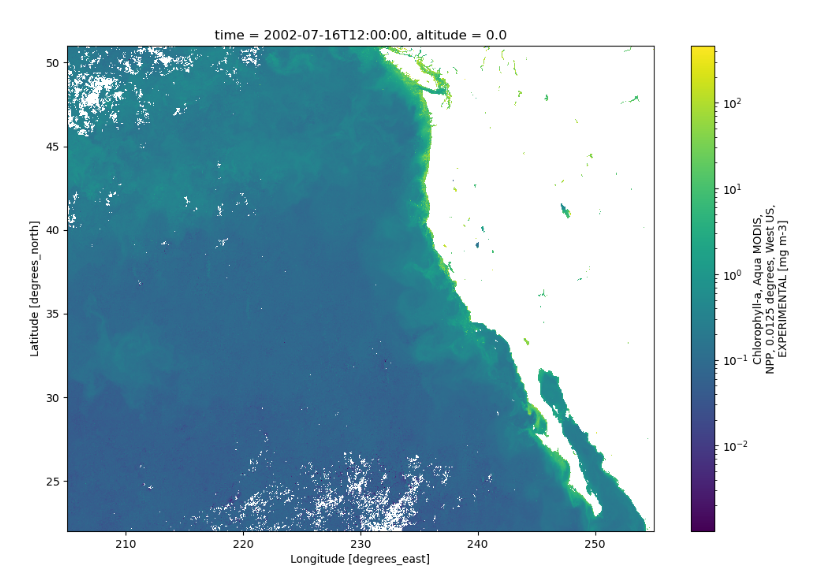 time = 2002-07-16T12:00:00, altitude = 0.0
50
45
40
35
30
25
Latitude [degrees_north]
210
220
230
240
250
Longitude [degrees_east]
10²
10¹
10⁰
10⁻¹
10⁻²
Chlorophyll-a, Aqua MODIS,
NPP, 0.0125 degrees, West US,
EXPERIMENTAL [mg m-3]